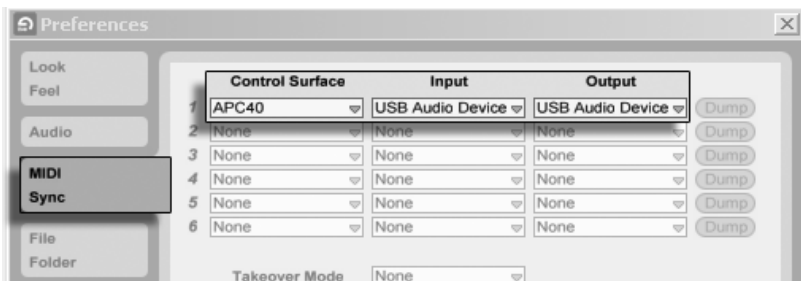 Preferences
Look
Feel
Audio
MIDI
Sync
File
Folder
Control Surface Input Output
1 APC40 USB Audio Device USB Audio Device Dump
2 None None None Dump
3 None None None Dump
4 None None None Dump
5 None None None Dump
6 None None None Dump
Takeover Mode None